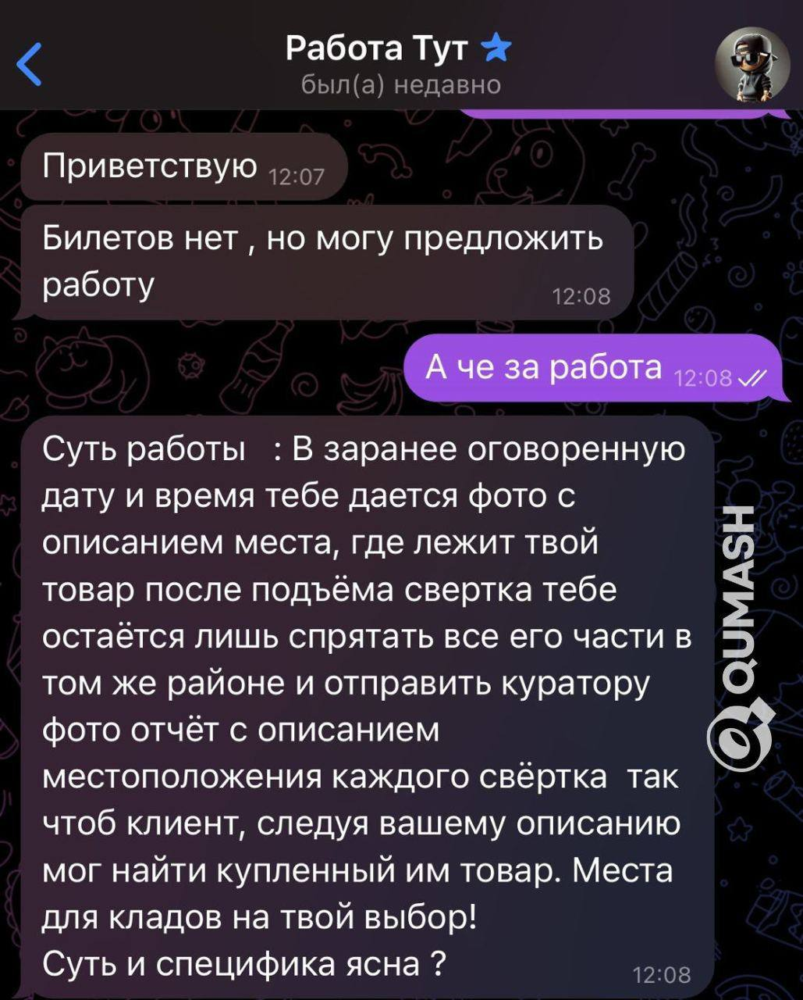 Работа Тут
был(а) недавно
Приветствую 12:07
Билетов нет , но могу предложить
работу 12:08
А че за работа 12:08
Суть работы : В заранее оговоренную
дату и время тебе дается фото с
описанием места, где лежит твой
товар после подъёма свертка тебе
остаётся лишь спрятать все его части в
том же районе и отправить куратору
фото отчёт с описанием
местоположения каждого свёртка так
чтоб клиент, следуя вашему описанию
мог найти купленный им товар. Места
для кладов на твой выбор!
Суть и специфика ясна ?
12:08
QUMASH